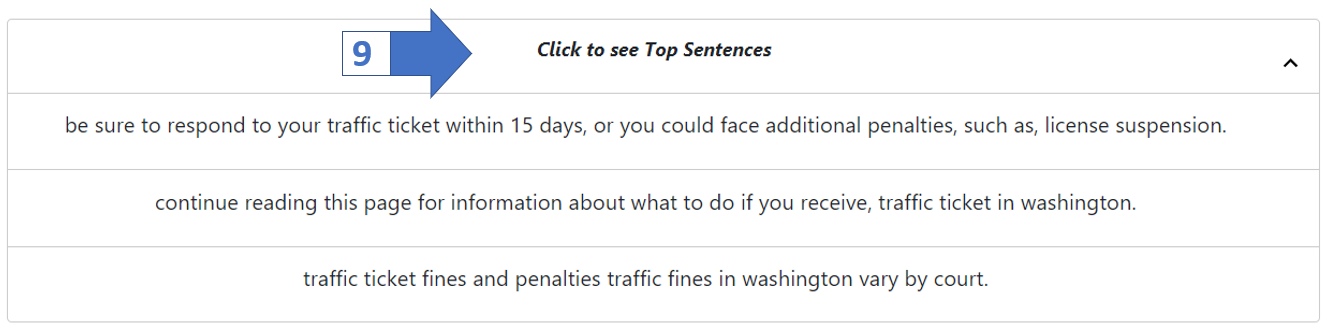 9
Click to see Top Sentences
be sure to respond to your traffic ticket within 15 days, or you could face additional penalties, such as, license suspension.
continue reading this page for information about what to do if you receive, traffic ticket in washington.
traffic ticket fines and penalties traffic fines in washington vary by court.